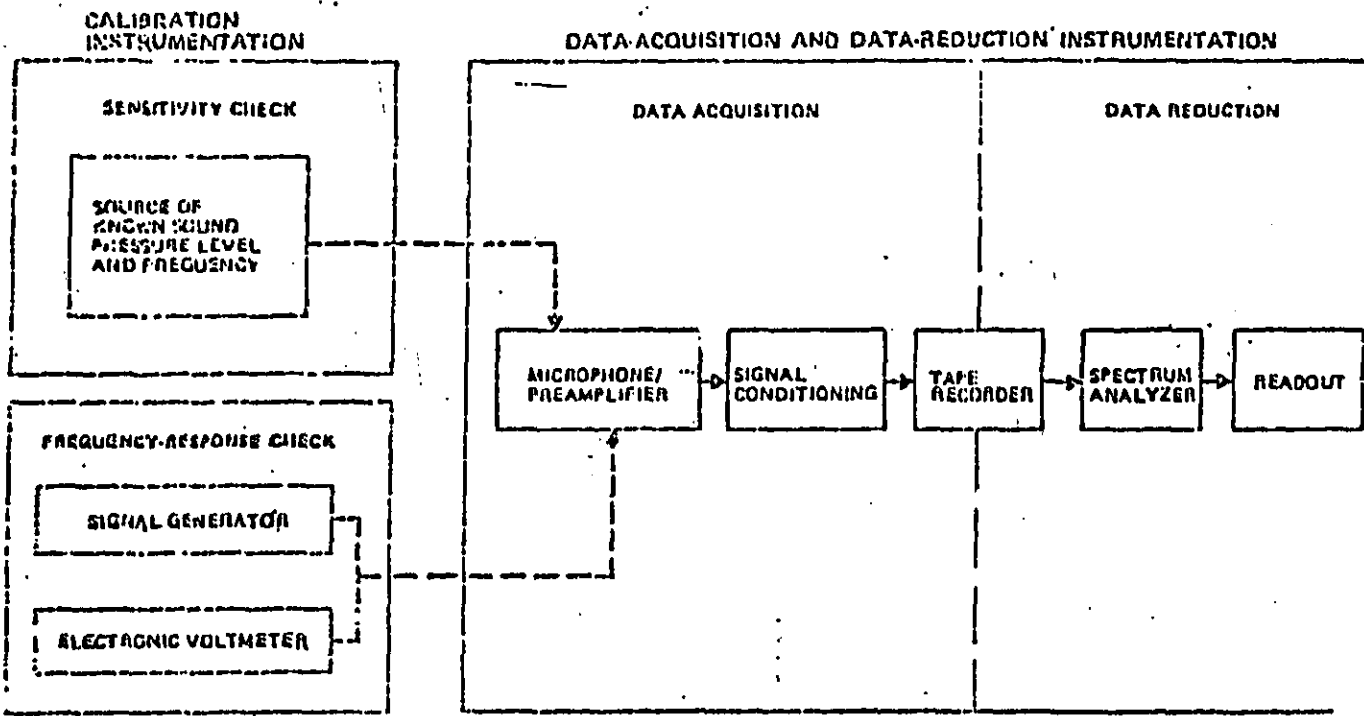 CALIBRATION
INSTRUMENTATION
DATA-ACQUISITION AND DATA-REDUCTION INSTRUMENTATION
SENSITIVITY CHECK
DATA ACQUISITION
DATA REDUCTION
SOURCE OF
KNOWN SOUND
PRESSURE LEVEL
AND FREQUENCY
MICROPHONE/
PREAMPLIFIER
SIGNAL
CONDITIONING
TAPE
RECORDER
SPECTRUM
ANALYZER
READOUT
FREQUENCY-RESPONSE CHECK
SIGNAL GENERATOR
ELECTRONIC VOLTMETER